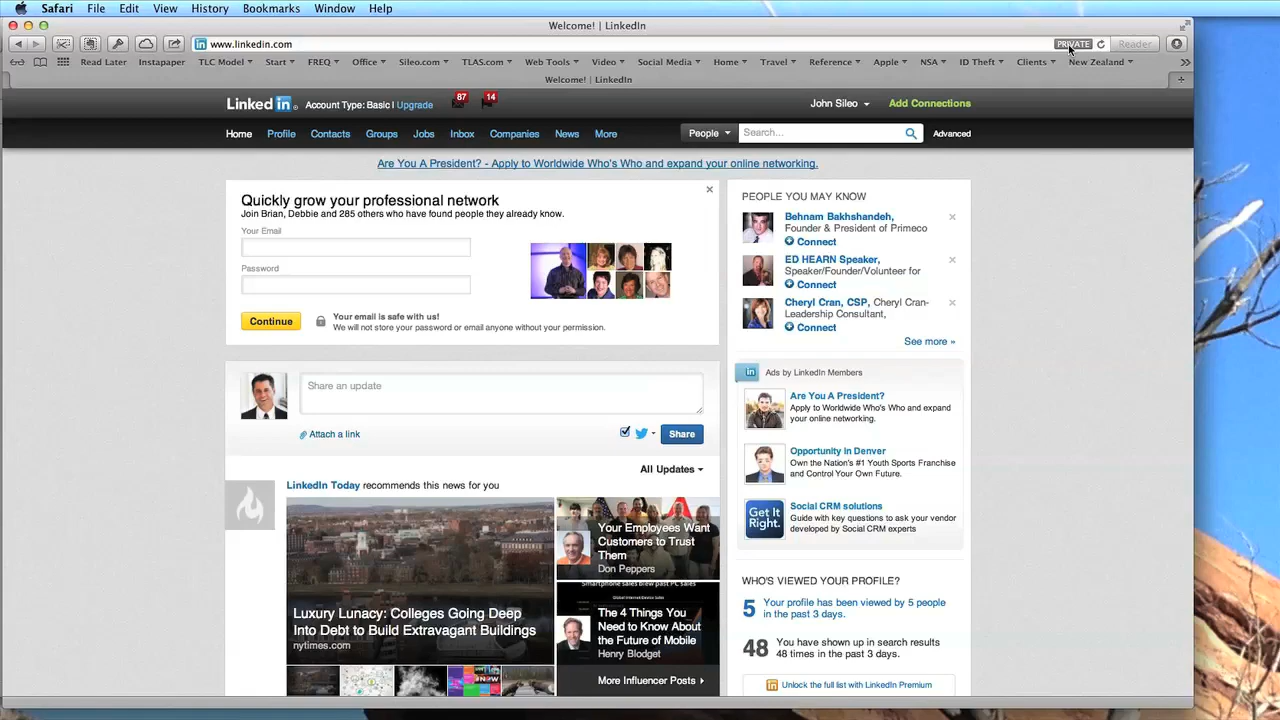 Safari File Edit View History Bookmarks Window Help
Welcome! | LinkedIn
in www.linkedin.com PRIVATE Reader
Read Later Instapaper TLC Model Start FREQ Office Sileo.com TLAS.com Web Tools Video Social Media Home Travel Reference Apple NSA ID Theft Clients New Zealand
Welcome! | LinkedIn
Linked in Account Type: Basic | Upgrade 87 14 John Sileo Add Connections
Home Profile Contacts Groups Jobs Inbox Companies News More People Search... Advanced
Are You A President? - Apply to Worldwide Who's Who and expand your online networking.
Quickly grow your professional network
Join Brian, Debbie and 285 others who have found people they already know.
Your Email
Password
Continue
Your email is safe with us!
We will not store your password or email anyone without your permission.
Share an update
Attach a link
Share
All Updates
LinkedIn Today recommends this news for you
Luxury Lunacy: Colleges Going Deep
Into Debt to Build Extravagant Buildings
nytimes.com
Your Employees Want
Customers to Trust
Them
Don Peppers
Smartphone sales blew past PC sales
The 4 Things You
Need to Know About
the Future of Mobile
Henry Blodget
More Influencer Posts
PEOPLE YOU MAY KNOW
Behnam Bakhshandeh,
Founder & President of Primeco
Connect
ED HEARN Speaker,
Speaker/Founder/Volunteer for
Connect
Cheryl Cran, CSP, Cheryl Cran-
Leadership Consultant,
Connect
See more »
in Ads by LinkedIn Members
Are You A President?
Apply to Worldwide Who's Who and expand
your online networking.
Opportunity in Denver
Own the Nation's #1 Youth Sports Franchise
and Control Your Own Future.
Get It
Right.
Social CRM solutions
Guide with key questions to ask your vendor
developed by Social CRM experts
WHO'S VIEWED YOUR PROFILE?
5 Your profile has been viewed by 5 people
in the past 3 days.
48 You have shown up in search results
48 times in the past 3 days.
in Unlock the full list with LinkedIn Premium